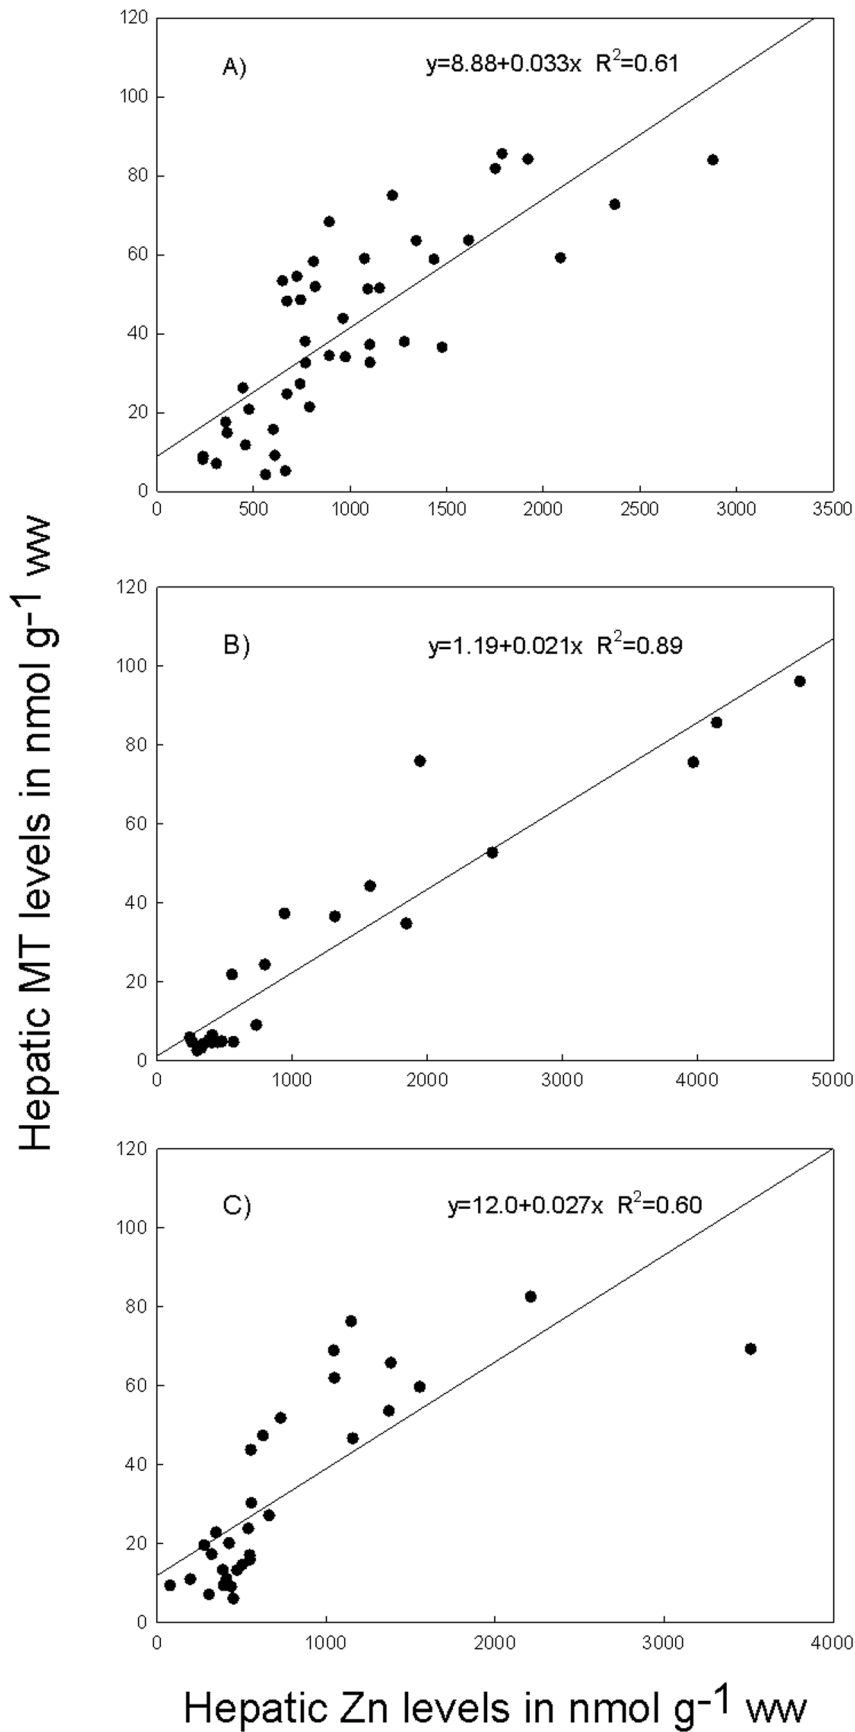 120
100
80
60
40
20
0
A)
y=8.88+0.033x R²=0.61
0 500 1000 1500 2000 2500 3000 3500
120
100
80
60
40
20
0
B)
y=1.19+0.021x R²=0.89
0 1000 2000 3000 4000 5000
120
100
80
60
40
20
0
C)
y=12.0+0.027x R²=0.60
0 1000 2000 3000 4000
Hepatic MT levels in nmol g⁻¹ ww
Hepatic Zn levels in nmol g⁻¹ ww